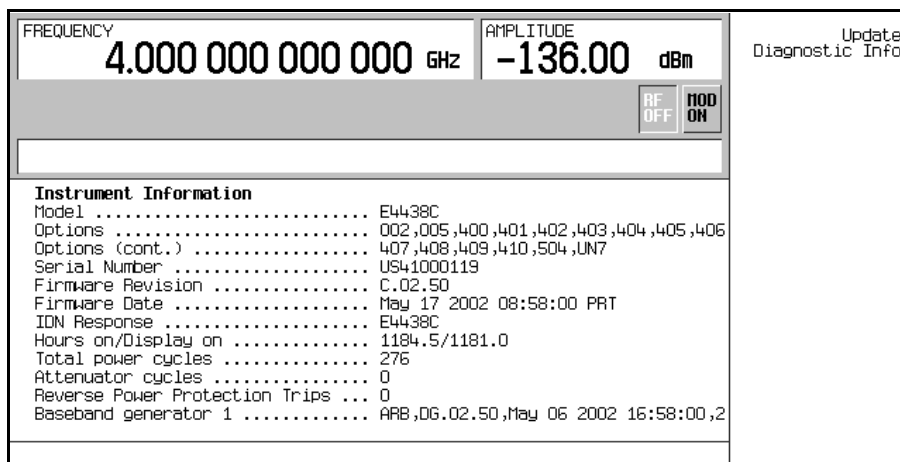 FREQUENCY
4.000 000 000 000 GHz
AMPLITUDE
-136.00 dBm
Update
Diagnostic Info
RF
OFF
MOD
ON
Instrument Information
Model ............................ E4438C
Options .......................... 002,005,400,401,402,403,404,405,406
Options (cont.) .................. 407,408,409,410,504,UN7
Serial Number .................... US41000119
Firmware Revision ................ C.02.50
Firmware Date .................... May 17 2002 08:58:00 PRT
IDN Response ..................... E4438C
Hours on/Display on .............. 1184.5/1181.0
Total power cycles ............... 276
Attenuator cycles ................ 0
Reverse Power Protection Trips ... 0
Baseband generator 1 ............. ARB,DG.02.50,May 06 2002 16:58:00,2